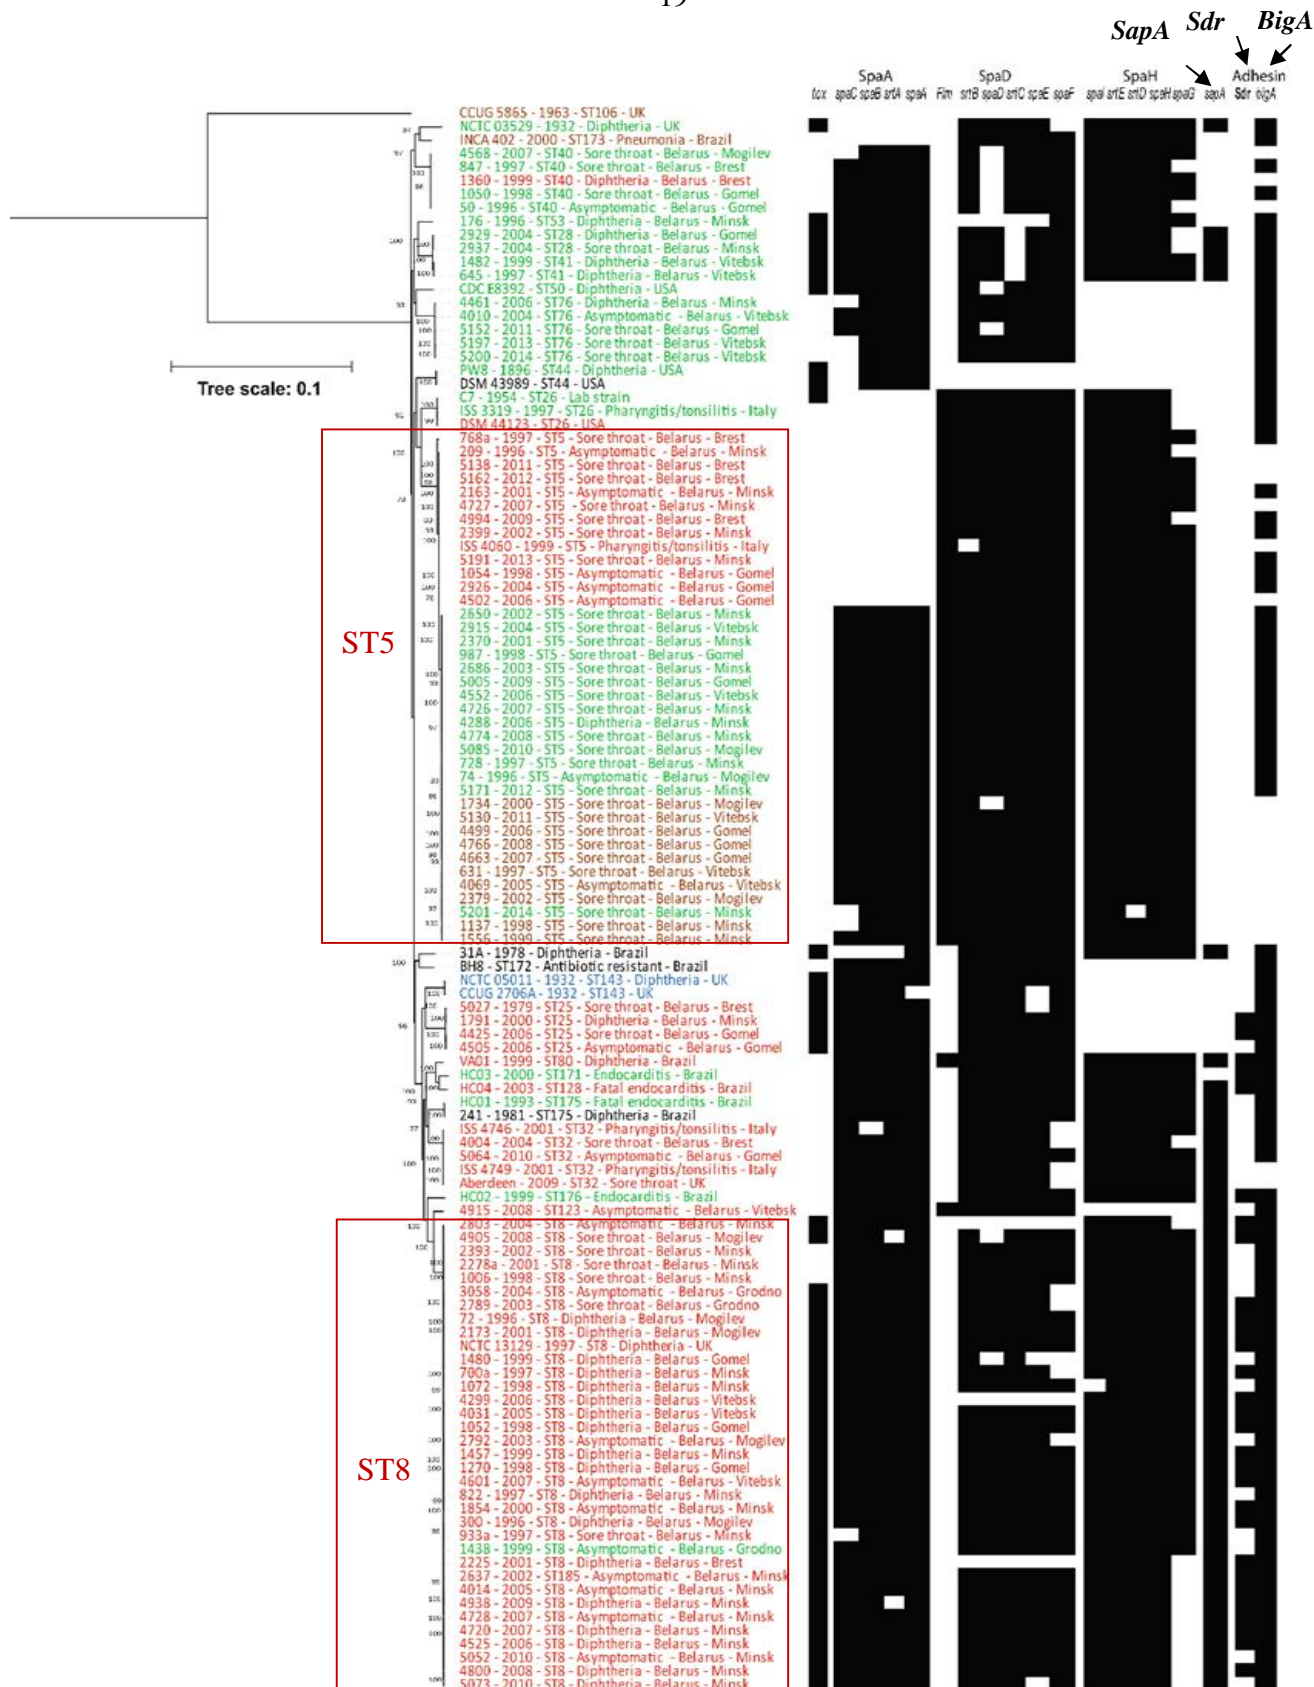 19
SapA Sdr BigA
SpaA SpaD SpaH Adhesin
tox spaC spaB srtA spaA Fim srtB spaD srtC spaE spaF spaI srtE srtD spaH spaG sapA Sdr bigA
CCUG 5865 - 1963 - ST106 - UK
NCTC 03529 - 1932 - Diphtheria - UK
INCA 402 - 2000 - ST173 - Pneumonia - Brazil
4568 - 2007 - ST40 - Sore throat - Belarus - Mogilev
847 - 1997 - ST40 - Sore throat - Belarus - Brest
1360 - 1999 - ST40 - Diphtheria - Belarus - Brest
1050 - 1998 - ST40 - Sore throat - Belarus - Gomel
50 - 1996 - ST40 - Asymptomatic - Belarus - Gomel
176 - 1996 - ST53 - Diphtheria - Belarus - Minsk
2929 - 2004 - ST28 - Diphtheria - Belarus - Gomel
2937 - 2004 - ST28 - Sore throat - Belarus - Minsk
1482 - 1999 - ST41 - Diphtheria - Belarus - Vitebsk
645 - 1997 - ST41 - Diphtheria - Belarus - Vitebsk
CDC E8392 - ST50 - Diphtheria - USA
4461 - 2006 - ST76 - Diphtheria - Belarus - Minsk
4010 - 2004 - ST76 - Asymptomatic - Belarus - Vitebsk
5152 - 2011 - ST76 - Sore throat - Belarus - Gomel
5197 - 2013 - ST76 - Sore throat - Belarus - Vitebsk
5200 - 2014 - ST76 - Sore throat - Belarus - Vitebsk
PW8 - 1896 - ST44 - Diphtheria - USA
DSM 43989 - ST44 - USA
Tree scale: 0.1
C7 - 1954 - ST26 - Lab strain
ISS 3319 - 1997 - ST26 - Pharyngitis/tonsilitis - Italy
DSM 44123 - ST26 - USA
768a - 1997 - ST5 - Sore throat - Belarus - Brest
209 - 1996 - ST5 - Asymptomatic - Belarus - Minsk
5138 - 2011 - ST5 - Sore throat - Belarus - Brest
5162 - 2012 - ST5 - Sore throat - Belarus - Brest
2163 - 2001 - ST5 - Asymptomatic - Belarus - Minsk
4727 - 2007 - ST5 - Sore throat - Belarus - Minsk
4994 - 2009 - ST5 - Sore throat - Belarus - Brest
2399 - 2002 - ST5 - Sore throat - Belarus - Minsk
ISS 4060 - 1999 - ST5 - Pharyngitis/tonsilitis - Italy
5191 - 2013 - ST5 - Sore throat - Belarus - Minsk
1054 - 1998 - ST5 - Asymptomatic - Belarus - Gomel
2926 - 2004 - ST5 - Asymptomatic - Belarus - Gomel
4502 - 2006 - ST5 - Asymptomatic - Belarus - Gomel
2650 - 2002 - ST5 - Sore throat - Belarus - Minsk
2915 - 2004 - ST5 - Sore throat - Belarus - Vitebsk
ST5
2370 - 2001 - ST5 - Sore throat - Belarus - Minsk
987 - 1998 - ST5 - Sore throat - Belarus - Gomel
2686 - 2003 - ST5 - Sore throat - Belarus - Minsk
5005 - 2009 - ST5 - Sore throat - Belarus - Gomel
4552 - 2006 - ST5 - Sore throat - Belarus - Vitebsk
4726 - 2007 - ST5 - Sore throat - Belarus - Minsk
4288 - 2006 - ST5 - Diphtheria - Belarus - Minsk
4774 - 2008 - ST5 - Sore throat - Belarus - Minsk
5085 - 2010 - ST5 - Sore throat - Belarus - Mogilev
728 - 1997 - ST5 - Sore throat - Belarus - Minsk
74 - 1996 - ST5 - Asymptomatic - Belarus - Mogilev
5171 - 2012 - ST5 - Sore throat - Belarus - Minsk
1734 - 2000 - ST5 - Sore throat - Belarus - Mogilev
5130 - 2011 - ST5 - Sore throat - Belarus - Vitebsk
4499 - 2006 - ST5 - Sore throat - Belarus - Gomel
4766 - 2008 - ST5 - Sore throat - Belarus - Gomel
4663 - 2007 - ST5 - Sore throat - Belarus - Gomel
631 - 1997 - ST5 - Sore throat - Belarus - Vitebsk
4069 - 2005 - ST5 - Asymptomatic - Belarus - Vitebsk
2379 - 2002 - ST5 - Sore throat - Belarus - Mogilev
5201 - 2014 - ST5 - Sore throat - Belarus - Minsk
1137 - 1998 - ST5 - Sore throat - Belarus - Minsk
1556 - 1999 - ST5 - Sore throat - Belarus - Minsk
31A - 1978 - Diphtheria - Brazil
BH8 - ST172 - Antibiotic resistant - Brazil
NCTC 05011 - 1932 - ST143 - Diphtheria - UK
CCUG 2706A - 1932 - ST143 - UK
5027 - 1979 - ST25 - Sore throat - Belarus - Brest
1791 - 2000 - ST25 - Diphtheria - Belarus - Minsk
4425 - 2006 - ST25 - Sore throat - Belarus - Gomel
4505 - 2006 - ST25 - Asymptomatic - Belarus - Gomel
VA01 - 1999 - ST80 - Diphtheria - Brazil
HC03 - 2000 - ST171 - Endocarditis - Brazil
HC04 - 2003 - ST128 - Fatal endocarditis - Brazil
HC01 - 1993 - ST175 - Fatal endocarditis - Brazil
241 - 1981 - ST175 - Diphtheria - Brazil
ISS 4746 - 2001 - ST32 - Pharyngitis/tonsilitis - Italy
4004 - 2004 - ST32 - Sore throat - Belarus - Brest
5064 - 2010 - ST32 - Asymptomatic - Belarus - Gomel
ISS 4749 - 2001 - ST32 - Pharyngitis/tonsilitis - Italy
Aberdeen - 2009 - ST32 - Sore throat - UK
HC02 - 1999 - ST176 - Endocarditis - Brazil
4915 - 2008 - ST123 - Asymptomatic - Belarus - Vitebsk
2803 - 2004 - ST8 - Asymptomatic - Belarus - Minsk
4905 - 2008 - ST8 - Sore throat - Belarus - Mogilev
2393 - 2002 - ST8 - Sore throat - Belarus - Minsk
2278a - 2001 - ST8 - Sore throat - Belarus - Minsk
1006 - 1998 - ST8 - Sore throat - Belarus - Minsk
3058 - 2004 - ST8 - Asymptomatic - Belarus - Grodno
2789 - 2003 - ST8 - Sore throat - Belarus - Grodno
72 - 1996 - ST8 - Diphtheria - Belarus - Mogilev
2173 - 2001 - ST8 - Diphtheria - Belarus - Mogilev
NCTC 13129 - 1997 - ST8 - Diphtheria - UK
1480 - 1999 - ST8 - Diphtheria - Belarus - Gomel
700a - 1997 - ST8 - Diphtheria - Belarus - Minsk
1072 - 1998 - ST8 - Diphtheria - Belarus - Minsk
4299 - 2006 - ST8 - Diphtheria - Belarus - Vitebsk
4031 - 2005 - ST8 - Diphtheria - Belarus - Vitebsk
1052 - 1998 - ST8 - Diphtheria - Belarus - Gomel
2792 - 2003 - ST8 - Asymptomatic - Belarus - Mogilev
1457 - 1999 - ST8 - Diphtheria - Belarus - Minsk
ST8
1270 - 1998 - ST8 - Diphtheria - Belarus - Gomel
4601 - 2007 - ST8 - Asymptomatic - Belarus - Vitebsk
822 - 1997 - ST8 - Diphtheria - Belarus - Minsk
1854 - 2000 - ST8 - Asymptomatic - Belarus - Minsk
300 - 1996 - ST8 - Diphtheria - Belarus - Mogilev
933a - 1997 - ST8 - Sore throat - Belarus - Minsk
1438 - 1999 - ST8 - Asymptomatic - Belarus - Grodno
2225 - 2001 - ST8 - Diphtheria - Belarus - Brest
2637 - 2002 - ST185 - Asymptomatic - Belarus - Minsk
4014 - 2005 - ST8 - Asymptomatic - Belarus - Minsk
4938 - 2009 - ST8 - Diphtheria - Belarus - Minsk
4728 - 2007 - ST8 - Asymptomatic - Belarus - Minsk
4720 - 2007 - ST8 - Diphtheria - Belarus - Minsk
4525 - 2006 - ST8 - Diphtheria - Belarus - Minsk
5052 - 2010 - ST8 - Asymptomatic - Belarus - Minsk
4800 - 2008 - ST8 - Diphtheria - Belarus - Minsk
5073 - 2010 - ST8 - Diphtheria - Belarus - Minsk